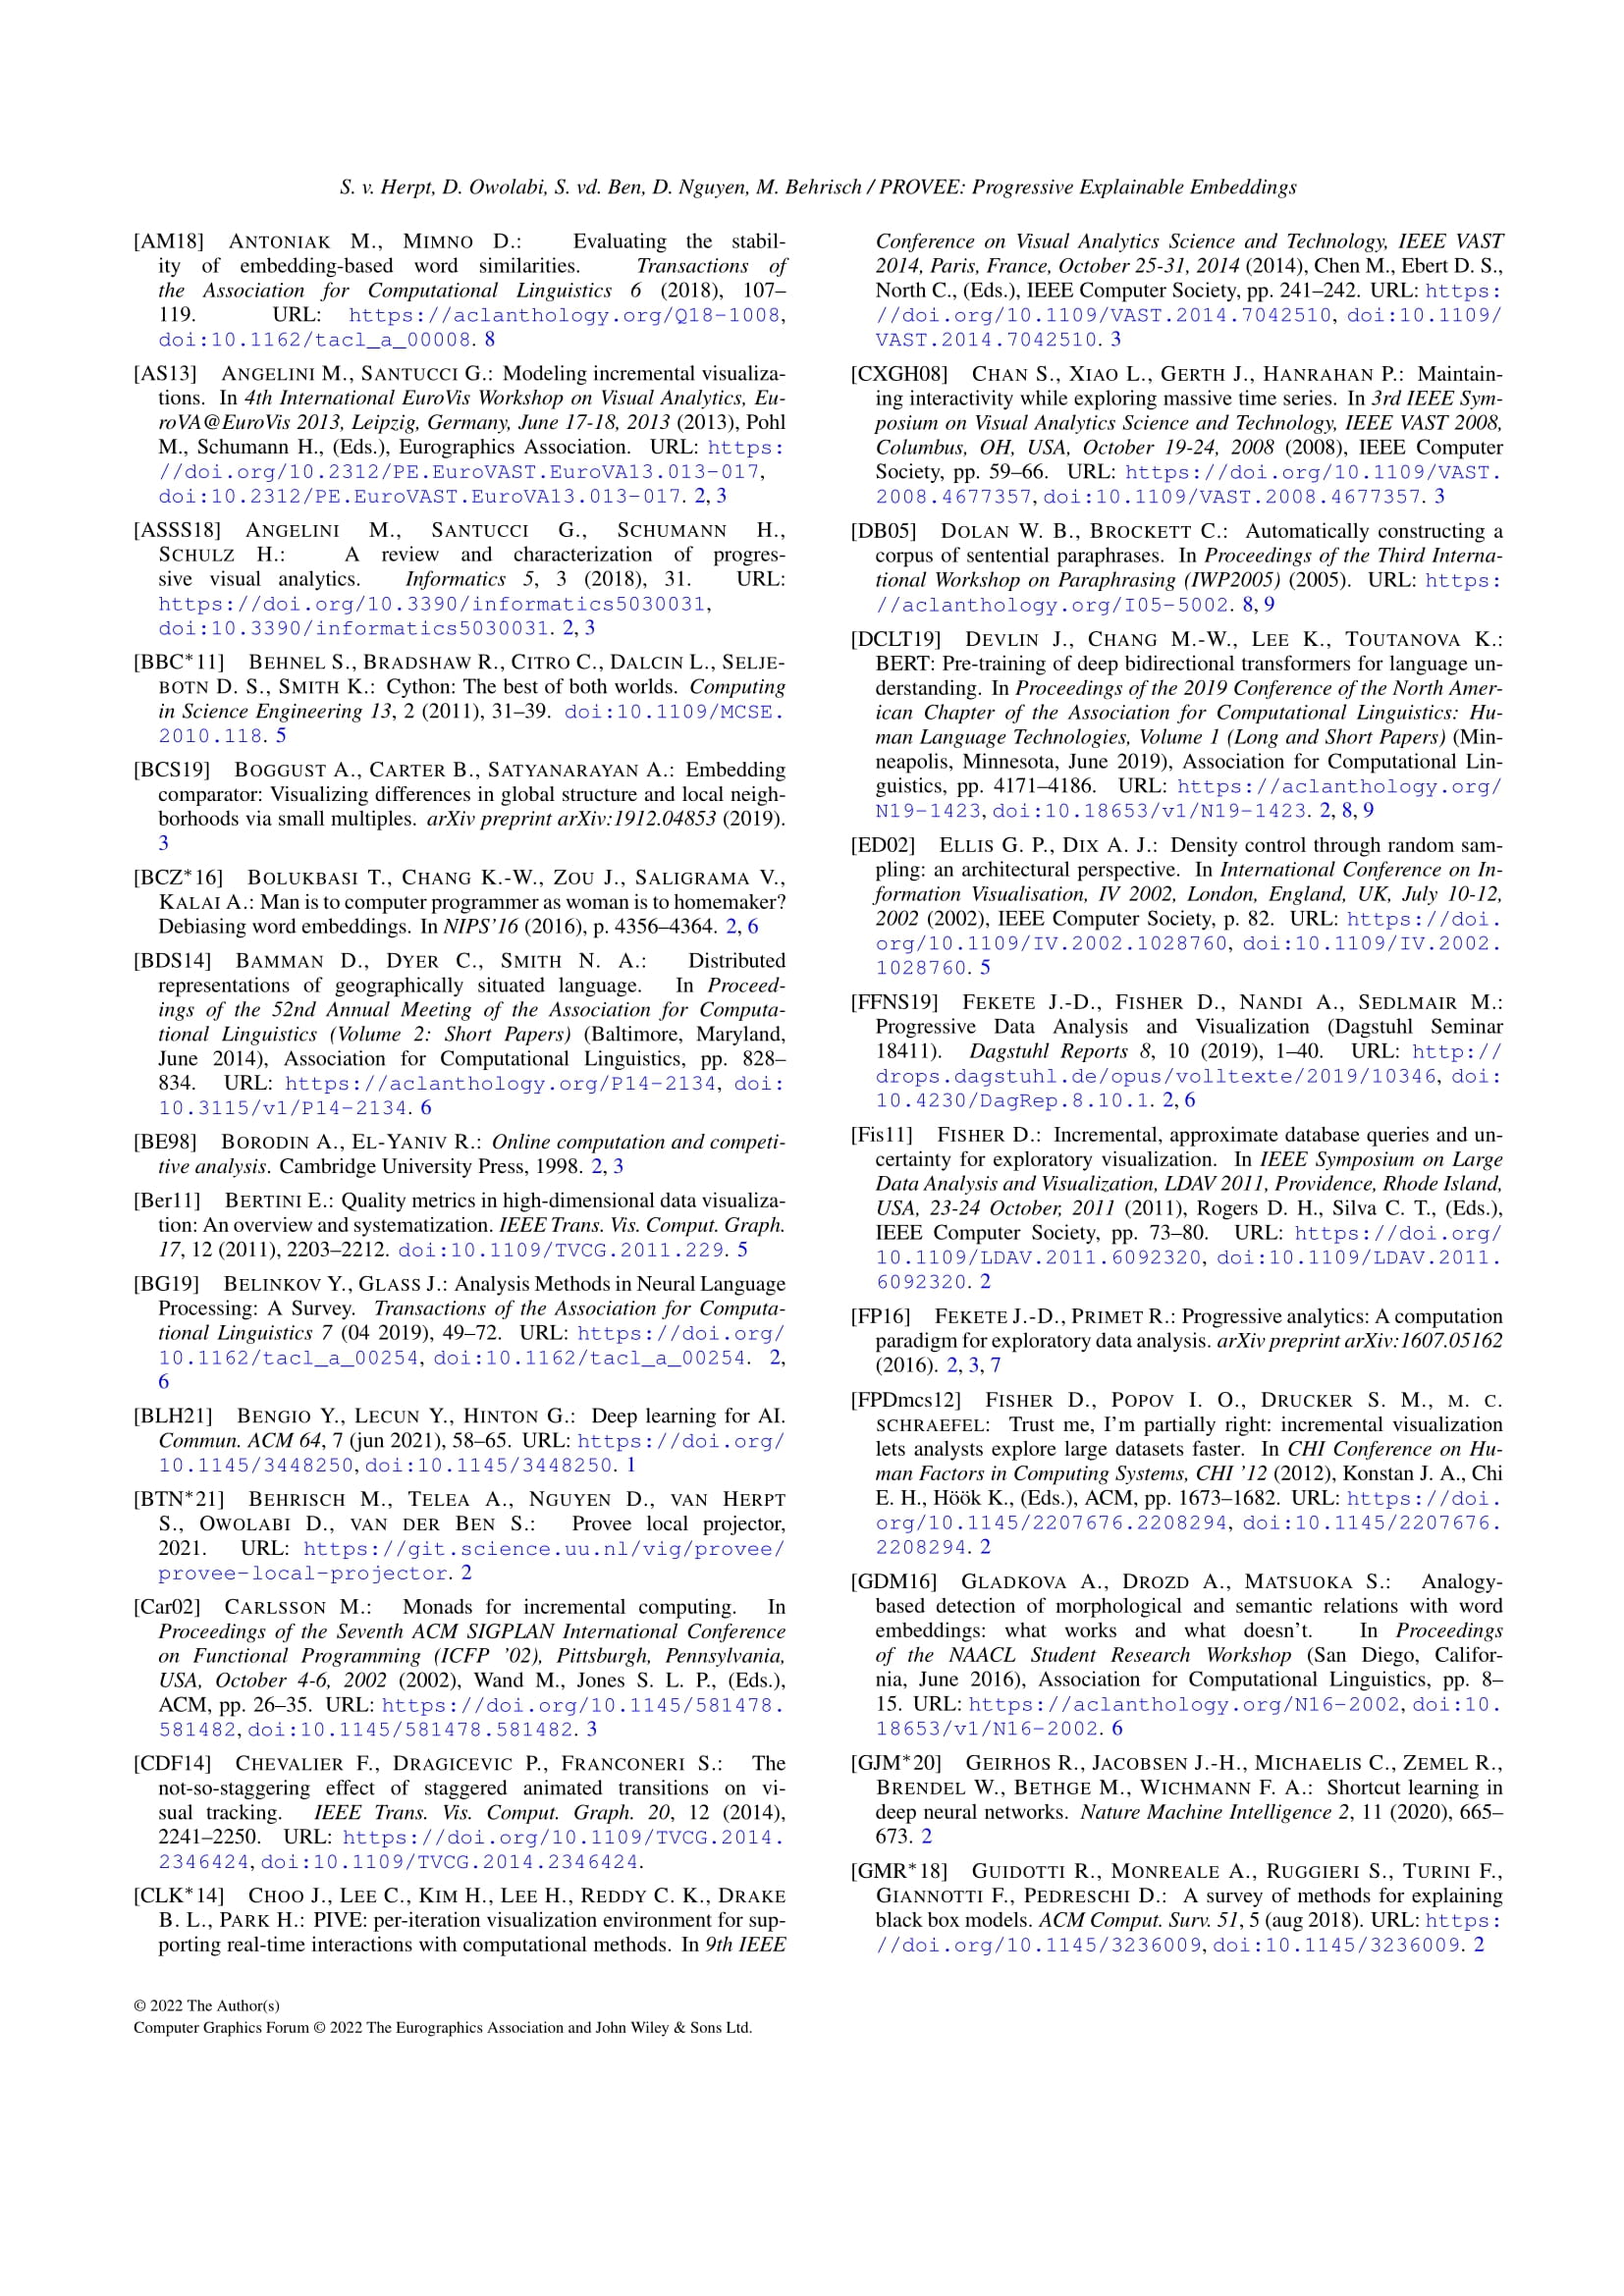 S. v. Herpt, D. Owolabi, S. vd. Ben, D. Nguyen, M. Behrisch / PROVEE: Progressive Explainable Embeddings
[AM18] ANTONIAK M., MIMNO D.: Evaluating the stabil-
ity of embedding-based word similarities. Transactions of
the Association for Computational Linguistics 6 (2018), 107–
119. URL: https://aclanthology.org/Q18-1008,
doi:10.1162/tacl_a_00008. 8
[AS13] ANGELINI M., SANTUCCI G.: Modeling incremental visualiza-
tions. In 4th International EuroVis Workshop on Visual Analytics, Eu-
roVA@EuroVis 2013, Leipzig, Germany, June 17-18, 2013 (2013), Pohl
M., Schumann H., (Eds.), Eurographics Association. URL: https:
//doi.org/10.2312/PE.EuroVAST.EuroVA13.013-017,
doi:10.2312/PE.EuroVAST.EuroVA13.013-017. 2, 3
[ASSS18] ANGELINI M., SANTUCCI G., SCHUMANN H.,
SCHULZ H.: A review and characterization of progres-
sive visual analytics. Informatics 5, 3 (2018), 31. URL:
https://doi.org/10.3390/informatics5030031,
doi:10.3390/informatics5030031. 2, 3
[BBC*11] BEHNEL S., BRADSHAW R., CITRO C., DALCIN L., SELJE-
BOTN D. S., SMITH K.: Cython: The best of both worlds. Computing
in Science Engineering 13, 2 (2011), 31–39. doi:10.1109/MCSE.
2010.118. 5
[BCS19] BOGGUST A., CARTER B., SATYANARAYAN A.: Embedding
comparator: Visualizing differences in global structure and local neigh-
borhoods via small multiples. arXiv preprint arXiv:1912.04853 (2019).
3
[BCZ*16] BOLUKBASI T., CHANG K.-W., ZOU J., SALIGRAMA V.,
KALAI A.: Man is to computer programmer as woman is to homemaker?
Debiasing word embeddings. In NIPS'16 (2016), p. 4356–4364. 2, 6
[BDS14] BAMMAN D., DYER C., SMITH N. A.: Distributed
representations of geographically situated language. In Proceed-
ings of the 52nd Annual Meeting of the Association for Computa-
tional Linguistics (Volume 2: Short Papers) (Baltimore, Maryland,
June 2014), Association for Computational Linguistics, pp. 828–
834. URL: https://aclanthology.org/P14-2134, doi:
10.3115/v1/P14-2134. 6
[BE98] BORODIN A., EL-YANIV R.: Online computation and competi-
tive analysis. Cambridge University Press, 1998. 2, 3
[Ber11] BERTINI E.: Quality metrics in high-dimensional data visualiza-
tion: An overview and systematization. IEEE Trans. Vis. Comput. Graph.
17, 12 (2011), 2203–2212. doi:10.1109/TVCG.2011.229. 5
[BG19] BELINKOV Y., GLASS J.: Analysis Methods in Neural Language
Processing: A Survey. Transactions of the Association for Computa-
tional Linguistics 7 (04 2019), 49–72. URL: https://doi.org/
10.1162/tacl_a_00254, doi:10.1162/tacl_a_00254. 2,
6
[BLH21] BENGIO Y., LECUN Y., HINTON G.: Deep learning for AI.
Commun. ACM 64, 7 (jun 2021), 58–65. URL: https://doi.org/
10.1145/3448250, doi:10.1145/3448250. 1
[BTN*21] BEHRISCH M., TELEA A., NGUYEN D., VAN HERPT
S., OWOLABI D., VAN DER BEN S.: Provee local projector,
2021. URL: https://git.science.uu.nl/vig/provee/
provee-local-projector. 2
[Car02] CARLSSON M.: Monads for incremental computing. In
Proceedings of the Seventh ACM SIGPLAN International Conference
on Functional Programming (ICFP '02), Pittsburgh, Pennsylvania,
USA, October 4-6, 2002 (2002), Wand M., Jones S. L. P., (Eds.),
ACM, pp. 26–35. URL: https://doi.org/10.1145/581478.
581482, doi:10.1145/581478.581482. 3
[CDF14] CHEVALIER F., DRAGICEVIC P., FRANCONERI S.: The
not-so-staggering effect of staggered animated transitions on vi-
sual tracking. IEEE Trans. Vis. Comput. Graph. 20, 12 (2014),
2241–2250. URL: https://doi.org/10.1109/TVCG.2014.
2346424, doi:10.1109/TVCG.2014.2346424.
[CLK*14] CHOO J., LEE C., KIM H., LEE H., REDDY C. K., DRAKE
B. L., PARK H.: PIVE: per-iteration visualization environment for sup-
porting real-time interactions with computational methods. In 9th IEEE
Conference on Visual Analytics Science and Technology, IEEE VAST
2014, Paris, France, October 25-31, 2014 (2014), Chen M., Ebert D. S.,
North C., (Eds.), IEEE Computer Society, pp. 241–242. URL: https:
//doi.org/10.1109/VAST.2014.7042510, doi:10.1109/
VAST.2014.7042510. 3
[CXGH08] CHAN S., XIAO L., GERTH J., HANRAHAN P.: Maintain-
ing interactivity while exploring massive time series. In 3rd IEEE Sym-
posium on Visual Analytics Science and Technology, IEEE VAST 2008,
Columbus, OH, USA, October 19-24, 2008 (2008), IEEE Computer
Society, pp. 59–66. URL: https://doi.org/10.1109/VAST.
2008.4677357, doi:10.1109/VAST.2008.4677357. 3
[DB05] DOLAN W. B., BROCKETT C.: Automatically constructing a
corpus of sentential paraphrases. In Proceedings of the Third Interna-
tional Workshop on Paraphrasing (IWP2005) (2005). URL: https:
//aclanthology.org/I05-5002. 8, 9
[DCLT19] DEVLIN J., CHANG M.-W., LEE K., TOUTANOVA K.:
BERT: Pre-training of deep bidirectional transformers for language un-
derstanding. In Proceedings of the 2019 Conference of the North Amer-
ican Chapter of the Association for Computational Linguistics: Hu-
man Language Technologies, Volume 1 (Long and Short Papers) (Min-
neapolis, Minnesota, June 2019), Association for Computational Lin-
guistics, pp. 4171–4186. URL: https://aclanthology.org/
N19-1423, doi:10.18653/v1/N19-1423. 2, 8, 9
[ED02] ELLIS G. P., DIX A. J.: Density control through random sam-
pling: an architectural perspective. In International Conference on In-
formation Visualisation, IV 2002, London, England, UK, July 10-12,
2002 (2002), IEEE Computer Society, p. 82. URL: https://doi.
org/10.1109/IV.2002.1028760, doi:10.1109/IV.2002.
1028760. 5
[FFNS19] FEKETE J.-D., FISHER D., NANDI A., SEDLMAIR M.:
Progressive Data Analysis and Visualization (Dagstuhl Seminar
18411). Dagstuhl Reports 8, 10 (2019), 1–40. URL: http://
drops.dagstuhl.de/opus/volltexte/2019/10346, doi:
10.4230/DagRep.8.10.1. 2, 6
[Fis11] FISHER D.: Incremental, approximate database queries and un-
certainty for exploratory visualization. In IEEE Symposium on Large
Data Analysis and Visualization, LDAV 2011, Providence, Rhode Island,
USA, 23-24 October, 2011 (2011), Rogers D. H., Silva C. T., (Eds.),
IEEE Computer Society, pp. 73–80. URL: https://doi.org/
10.1109/LDAV.2011.6092320, doi:10.1109/LDAV.2011.
6092320. 2
[FP16] FEKETE J.-D., PRIMET R.: Progressive analytics: A computation
paradigm for exploratory data analysis. arXiv preprint arXiv:1607.05162
(2016). 2, 3, 7
[FPDmcs12] FISHER D., POPOV I. O., DRUCKER S. M., M. C.
SCHRAEFEL: Trust me, I'm partially right: incremental visualization
lets analysts explore large datasets faster. In CHI Conference on Hu-
man Factors in Computing Systems, CHI '12 (2012), Konstan J. A., Chi
E. H., Höök K., (Eds.), ACM, pp. 1673–1682. URL: https://doi.
org/10.1145/2207676.2208294, doi:10.1145/2207676.
2208294. 2
[GDM16] GLADKOVA A., DROZD A., MATSUOKA S.: Analogy-
based detection of morphological and semantic relations with word
embeddings: what works and what doesn't. In Proceedings
of the NAACL Student Research Workshop (San Diego, Califor-
nia, June 2016), Association for Computational Linguistics, pp. 8–
15. URL: https://aclanthology.org/N16-2002, doi:10.
18653/v1/N16-2002. 6
[GJM*20] GEIRHOS R., JACOBSEN J.-H., MICHAELIS C., ZEMEL R.,
BRENDEL W., BETHGE M., WICHMANN F. A.: Shortcut learning in
deep neural networks. Nature Machine Intelligence 2, 11 (2020), 665–
673. 2
[GMR*18] GUIDOTTI R., MONREALE A., RUGGIERI S., TURINI F.,
GIANNOTTI F., PEDRESCHI D.: A survey of methods for explaining
black box models. ACM Comput. Surv. 51, 5 (aug 2018). URL: https:
//doi.org/10.1145/3236009, doi:10.1145/3236009. 2
© 2022 The Author(s)
Computer Graphics Forum © 2022 The Eurographics Association and John Wiley & Sons Ltd.